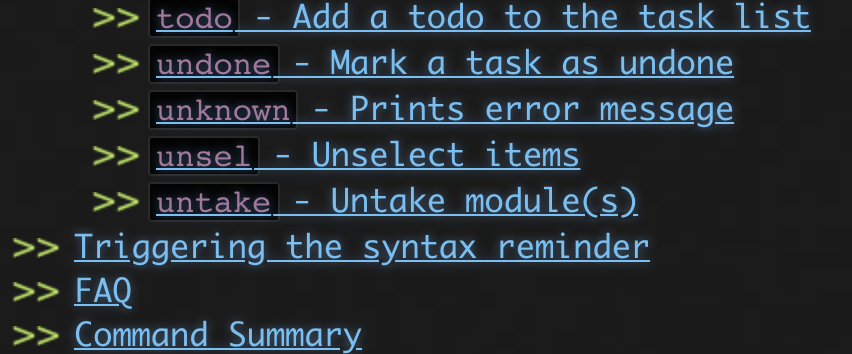 >> todo - Add a todo to the task list
>> undone - Mark a task as undone
>> unknown - Prints error message
>> unsel - Unselect items
>> untake - Untake module(s)
>> Triggering the syntax reminder
>> FAQ
>> Command Summary